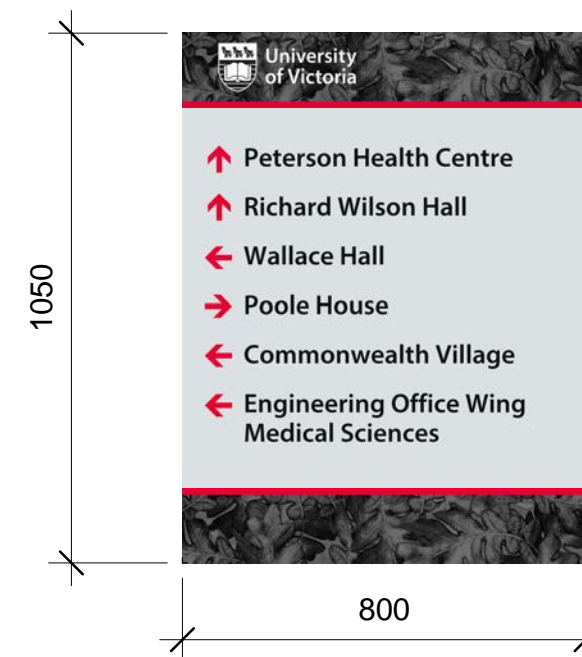 University
of Victoria
Peterson Health Centre
Richard Wilson Hall
Wallace Hall
Poole House
Commonwealth Village
Engineering Office Wing
Medical Sciences
1050
800